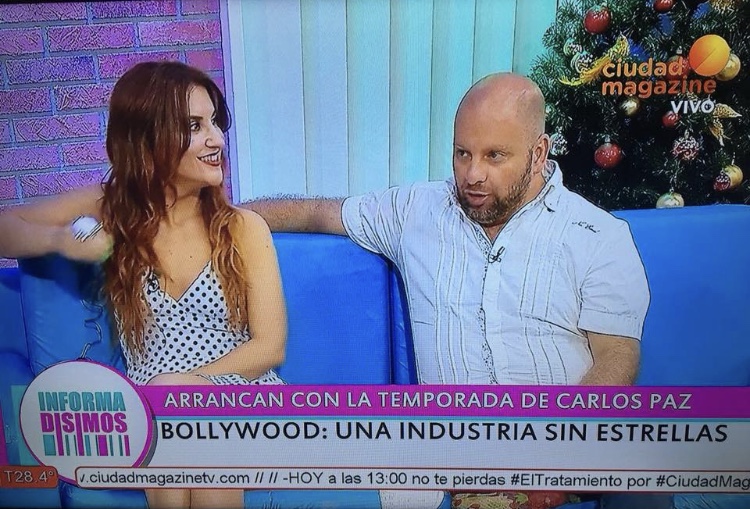 ciudad
magazine
VIVO
INFORMA
DISIMOS
ARRANCAN CON LA TEMPORADA DE CARLOS PAZ
BOLLYWOOD: UNA INDUSTRIA SIN ESTRELLAS
T28.4° v.ciudadmagazinetv.com // // -HOY a las 13:00 no te pierdas #ElTratamiento por #CiudadMag